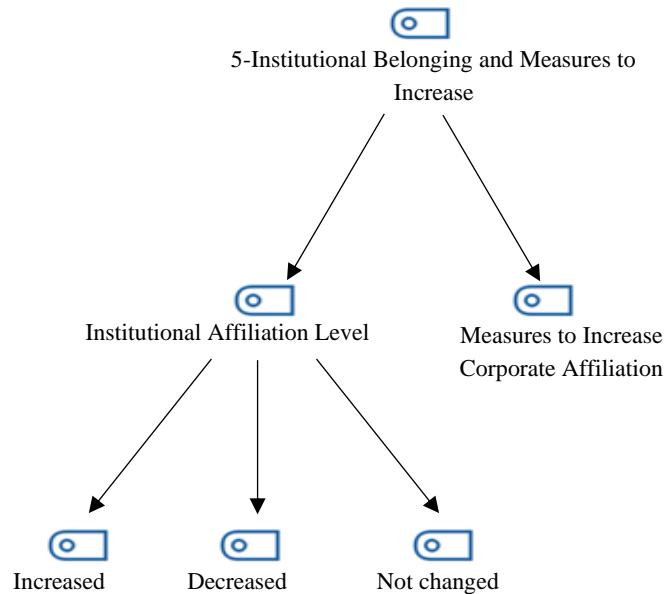 5-Institutional Belonging and Measures to
Increase
Institutional Affiliation Level
Measures to Increase
Corporate Affiliation
Increased
Decreased
Not changed